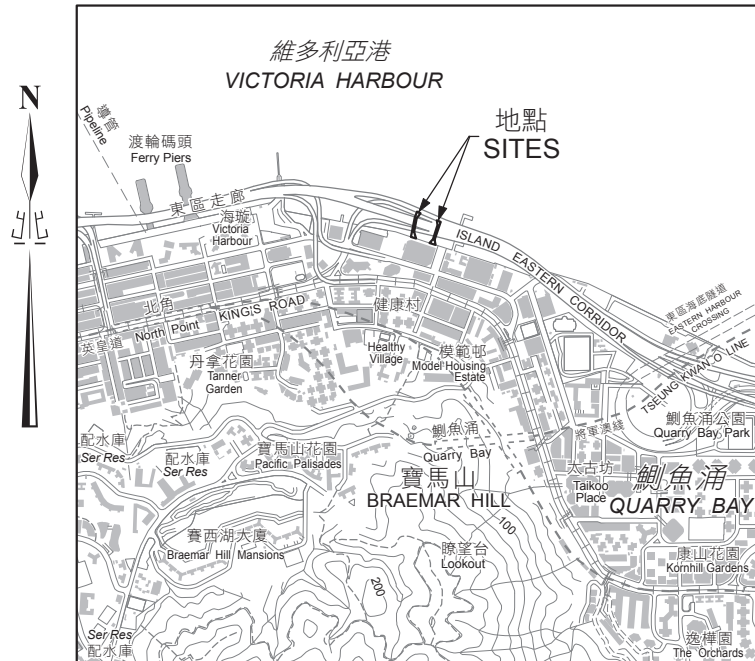 維多利亞港
VICTORIA HARBOUR
N
導管
Pipeline
渡輪碼頭
Ferry Piers
地點
SITES
東區走廊
海璇
Victoria
Harbour
ISLAND EASTERN CORRIDOR
東區海底隧道
EASTERN HARBOUR
CROSSING
北角
North Point
KING'S ROAD
英皇道
健康村
Healthy
Village
模範邨
Model Housing
Estate
丹拿花園
Tanner
Garden
TSEUNG KWAN O LINE
將軍澳綫
鰂魚涌公園
Quarry Bay Park
鰂魚涌
Quarry Bay
配水庫
Ser Res
配水庫
Ser Res
寶馬山花園
Pacific Palisades
寶馬山
BRAEMAR HILL
太古坊
Taikoo
Place
鰂魚涌
QUARRY BAY
100
賽西湖大廈
Braemar Hill Mansions
瞭望台
Lookout
200
康山花園
Kornhill Gardens
Ser Res
配水庫
逸樺園
The Orchards